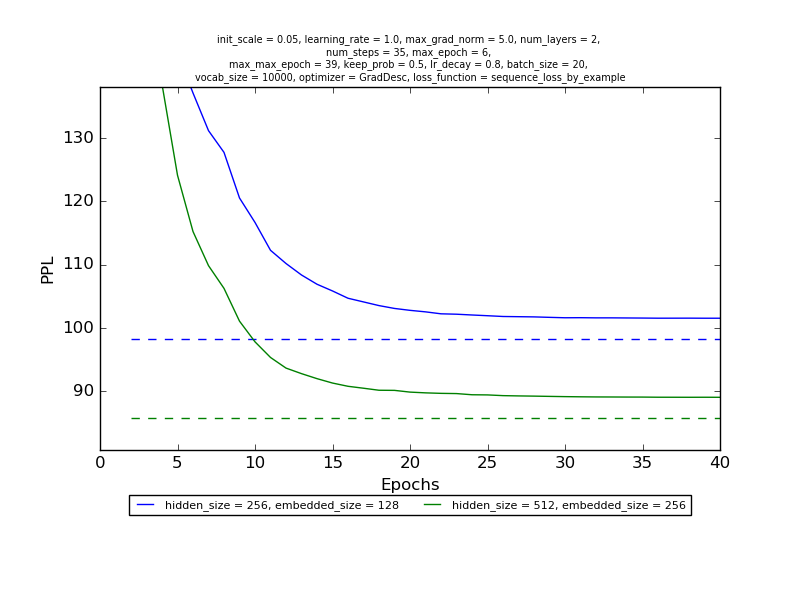 init_scale = 0.05, learning_rate = 1.0, max_grad_norm = 5.0, num_layers = 2,
num_steps = 35, max_epoch = 6,
max_max_epoch = 39, keep_prob = 0.5, lr_decay = 0.8, batch_size = 20,
vocab_size = 10000, optimizer = GradDesc, loss_function = sequence_loss_by_example
130
120
110
100
90
PPL
0 5 10 15 20 25 30 35 40
Epochs
hidden_size = 256, embedded_size = 128 hidden_size = 512, embedded_size = 256